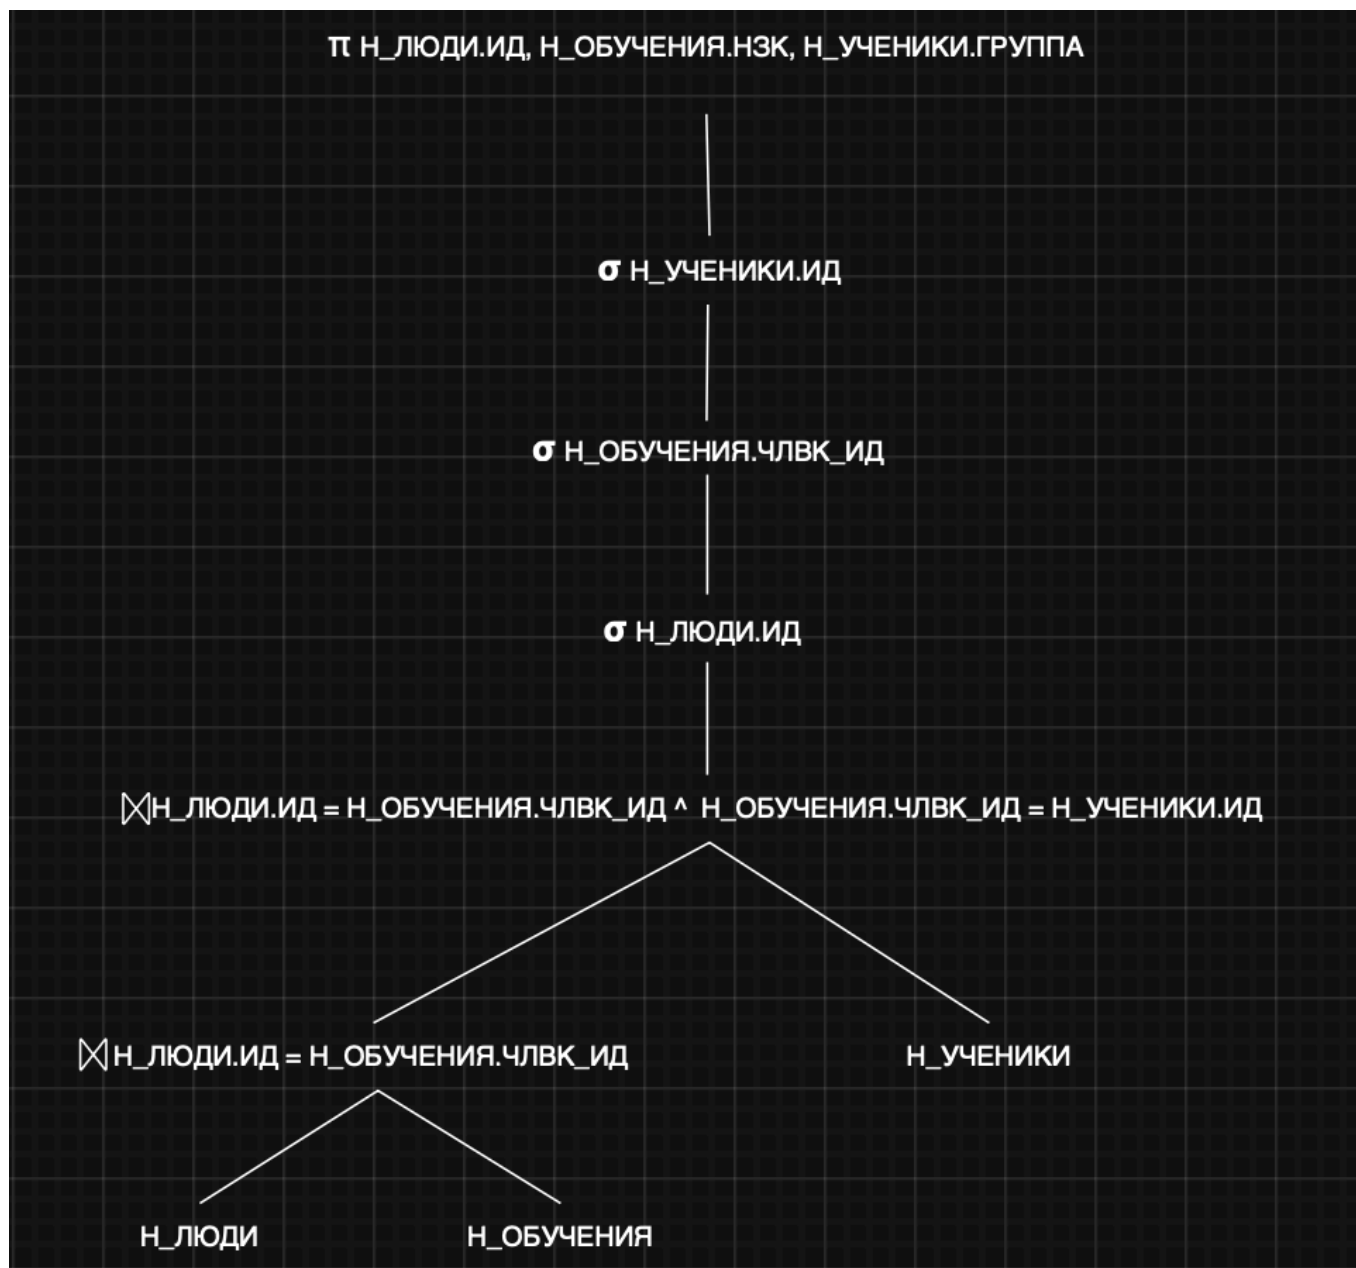 π Н_ЛЮДИ.ИД, Н_ОБУЧЕНИЯ.НЗК, Н_УЧЕНИКИ.ГРУППА
σ Н_УЧЕНИКИ.ИД
σ Н_ОБУЧЕНИЯ.ЧЛВК_ИД
σ Н_ЛЮДИ.ИД
⨝Н_ЛЮДИ.ИД = Н_ОБУЧЕНИЯ.ЧЛВК_ИД ^ Н_ОБУЧЕНИЯ.ЧЛВК_ИД = Н_УЧЕНИКИ.ИД
⨝ Н_ЛЮДИ.ИД = Н_ОБУЧЕНИЯ.ЧЛВК_ИД Н_УЧЕНИКИ
Н_ЛЮДИ Н_ОБУЧЕНИЯ